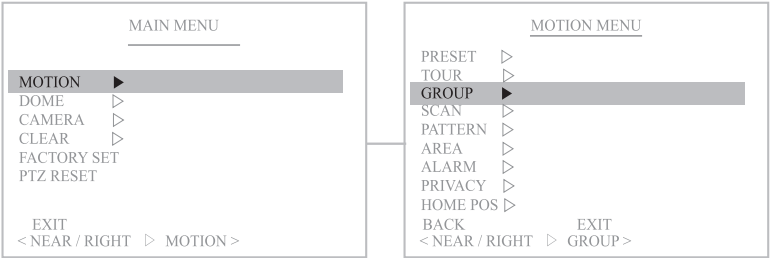 MAIN MENU
MOTION ▶
DOME ▷
CAMERA ▷
CLEAR ▷
FACTORY SET
PTZ RESET
EXIT
< NEAR / RIGHT ▷ MOTION >
MOTION MENU
PRESET ▷
TOUR ▷
GROUP ▶
SCAN ▷
PATTERN ▷
AREA ▷
ALARM ▷
PRIVACY ▷
HOME POS ▷
BACK EXIT
< NEAR / RIGHT ▷ GROUP >